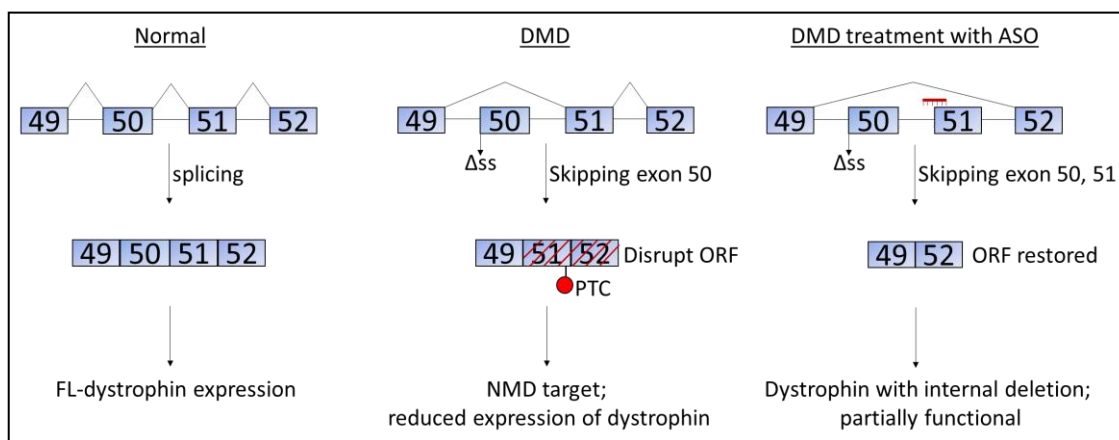 Normal
49 50 51 52
splicing
49 50 51 52
FL-dystrophin expression
DMD
49 50 51 52
Δss
Skipping exon 50
49 51 52 Disrupt ORF
PTC
NMD target;
reduced expression of dystrophin
DMD treatment with ASO
49 50 51 52
Δss
Skipping exon 50, 51
49 52 ORF restored
Dystrophin with internal deletion;
partially functional